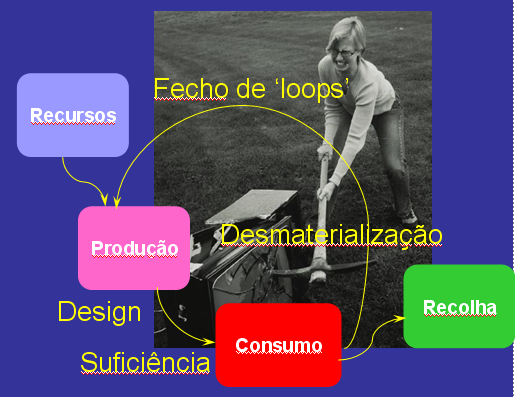 Fecho de ‘loops’
Recursos
Desmaterialização
Produção
Design
Recolha
Consumo
Suficiência